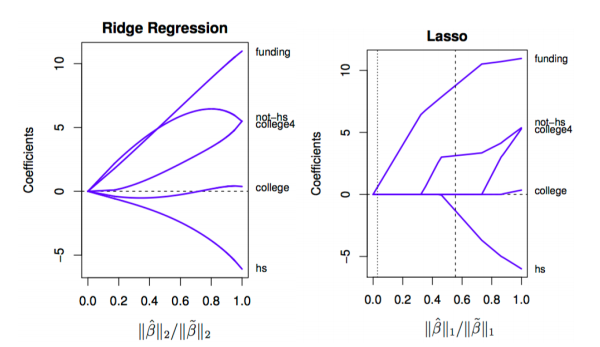 Ridge Regression
Coefficients
10
5
0
−5
0.0 0.2 0.4 0.6 0.8 1.0
funding
not−hs
college4
college
hs
‖β̂‖₂/‖β̃‖₂
Lasso
Coefficients
10
5
0
−5
0.0 0.2 0.4 0.6 0.8 1.0
funding
not−hs
college4
college
hs
‖β̂‖₁/‖β̃‖₁